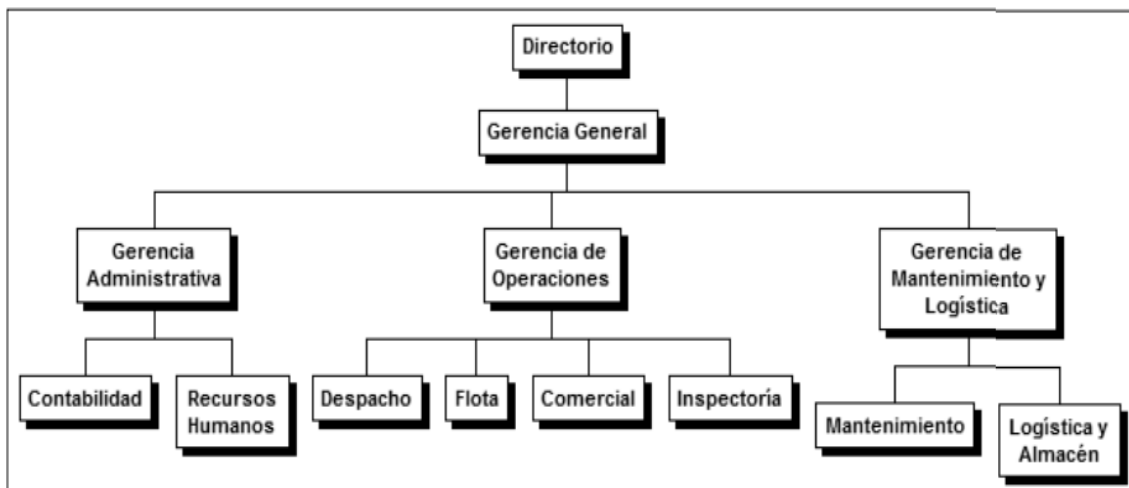 Directorio
Gerencia General
Gerencia
Administrativa
Gerencia de
Operaciones
Gerencia de
Mantenimiento y
Logística
Contabilidad
Recursos
Humanos
Despacho
Flota
Comercial
Inspectoría
Mantenimiento
Logística y
Almacén